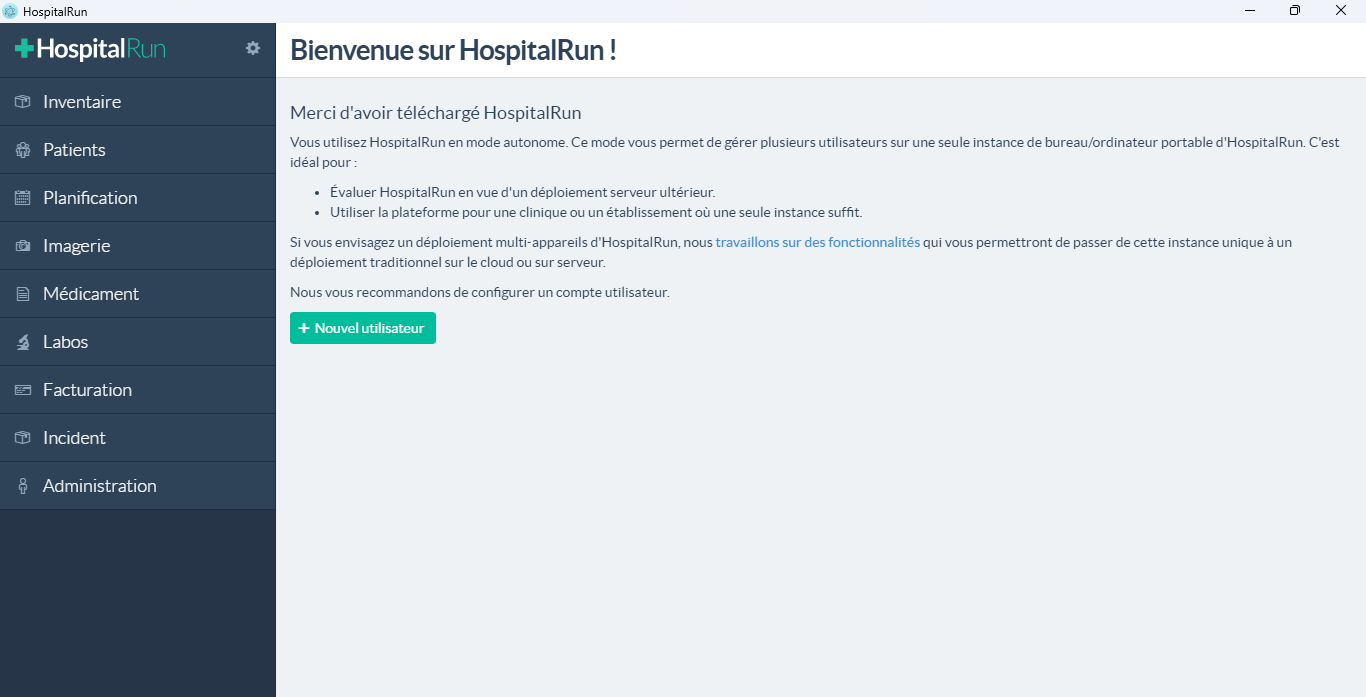 HospitalRun
HospitalRun
Bienvenue sur HospitalRun !
Inventaire
Patients
Planification
Imagerie
Médicament
Labos
Facturation
Incident
Administration
Merci d'avoir téléchargé HospitalRun
Vous utilisez HospitalRun en mode autonome. Ce mode vous permet de gérer plusieurs utilisateurs sur une seule instance de bureau/ordinateur portable d'HospitalRun. C'est
idéal pour :
• Évaluer HospitalRun en vue d'un déploiement serveur ultérieur.
• Utiliser la plateforme pour une clinique ou un établissement où une seule instance suffit.
Si vous envisagez un déploiement multi-appareils d'HospitalRun, nous travaillons sur des fonctionnalités qui vous permettront de passer de cette instance unique à un
déploiement traditionnel sur le cloud ou sur serveur.
Nous vous recommandons de configurer un compte utilisateur.
+ Nouvel utilisateur